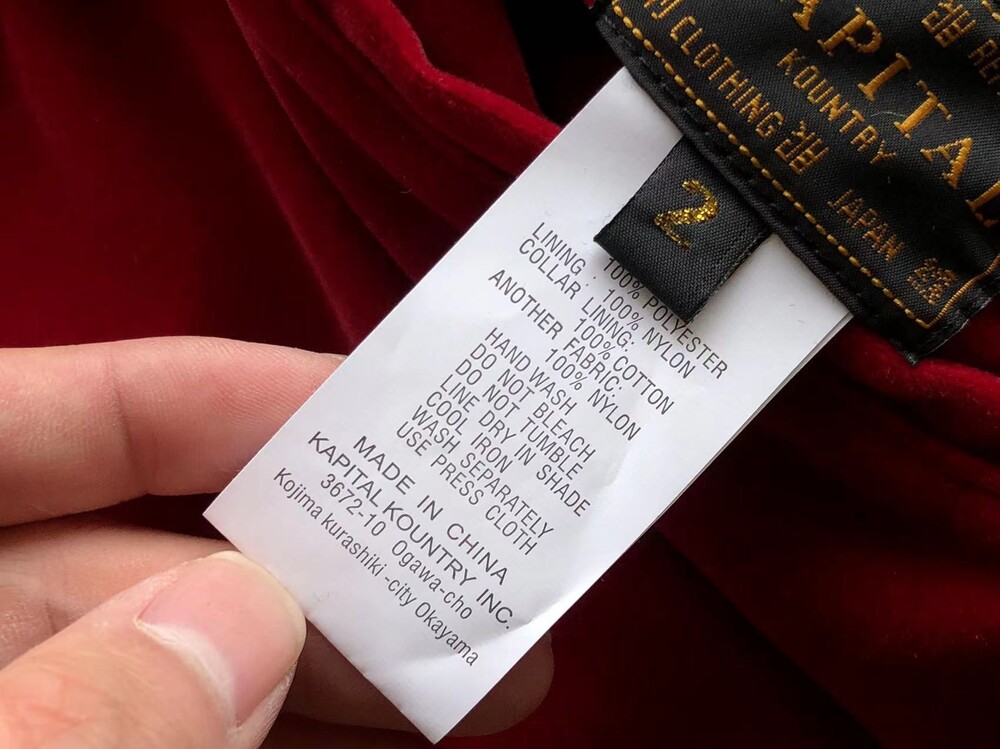 APITAL
KOUNTRY
CLOTHING
JAPAN
2
LINING : 100% POLYESTER
100% NYLON
COLLAR LINING:
100% COTTON
ANOTHER FABRIC:
100% NYLON
HAND WASH
DO NOT BLEACH
DO NOT TUMBLE
LINE DRY IN SHADE
COOL IRON
WASH SEPARATELY
USE PRESS CLOTH
MADE IN CHINA
KAPITAL KOUNTRY INC.
3672-10 Ogawa-cho
Kojima kurashiki -city Okayama